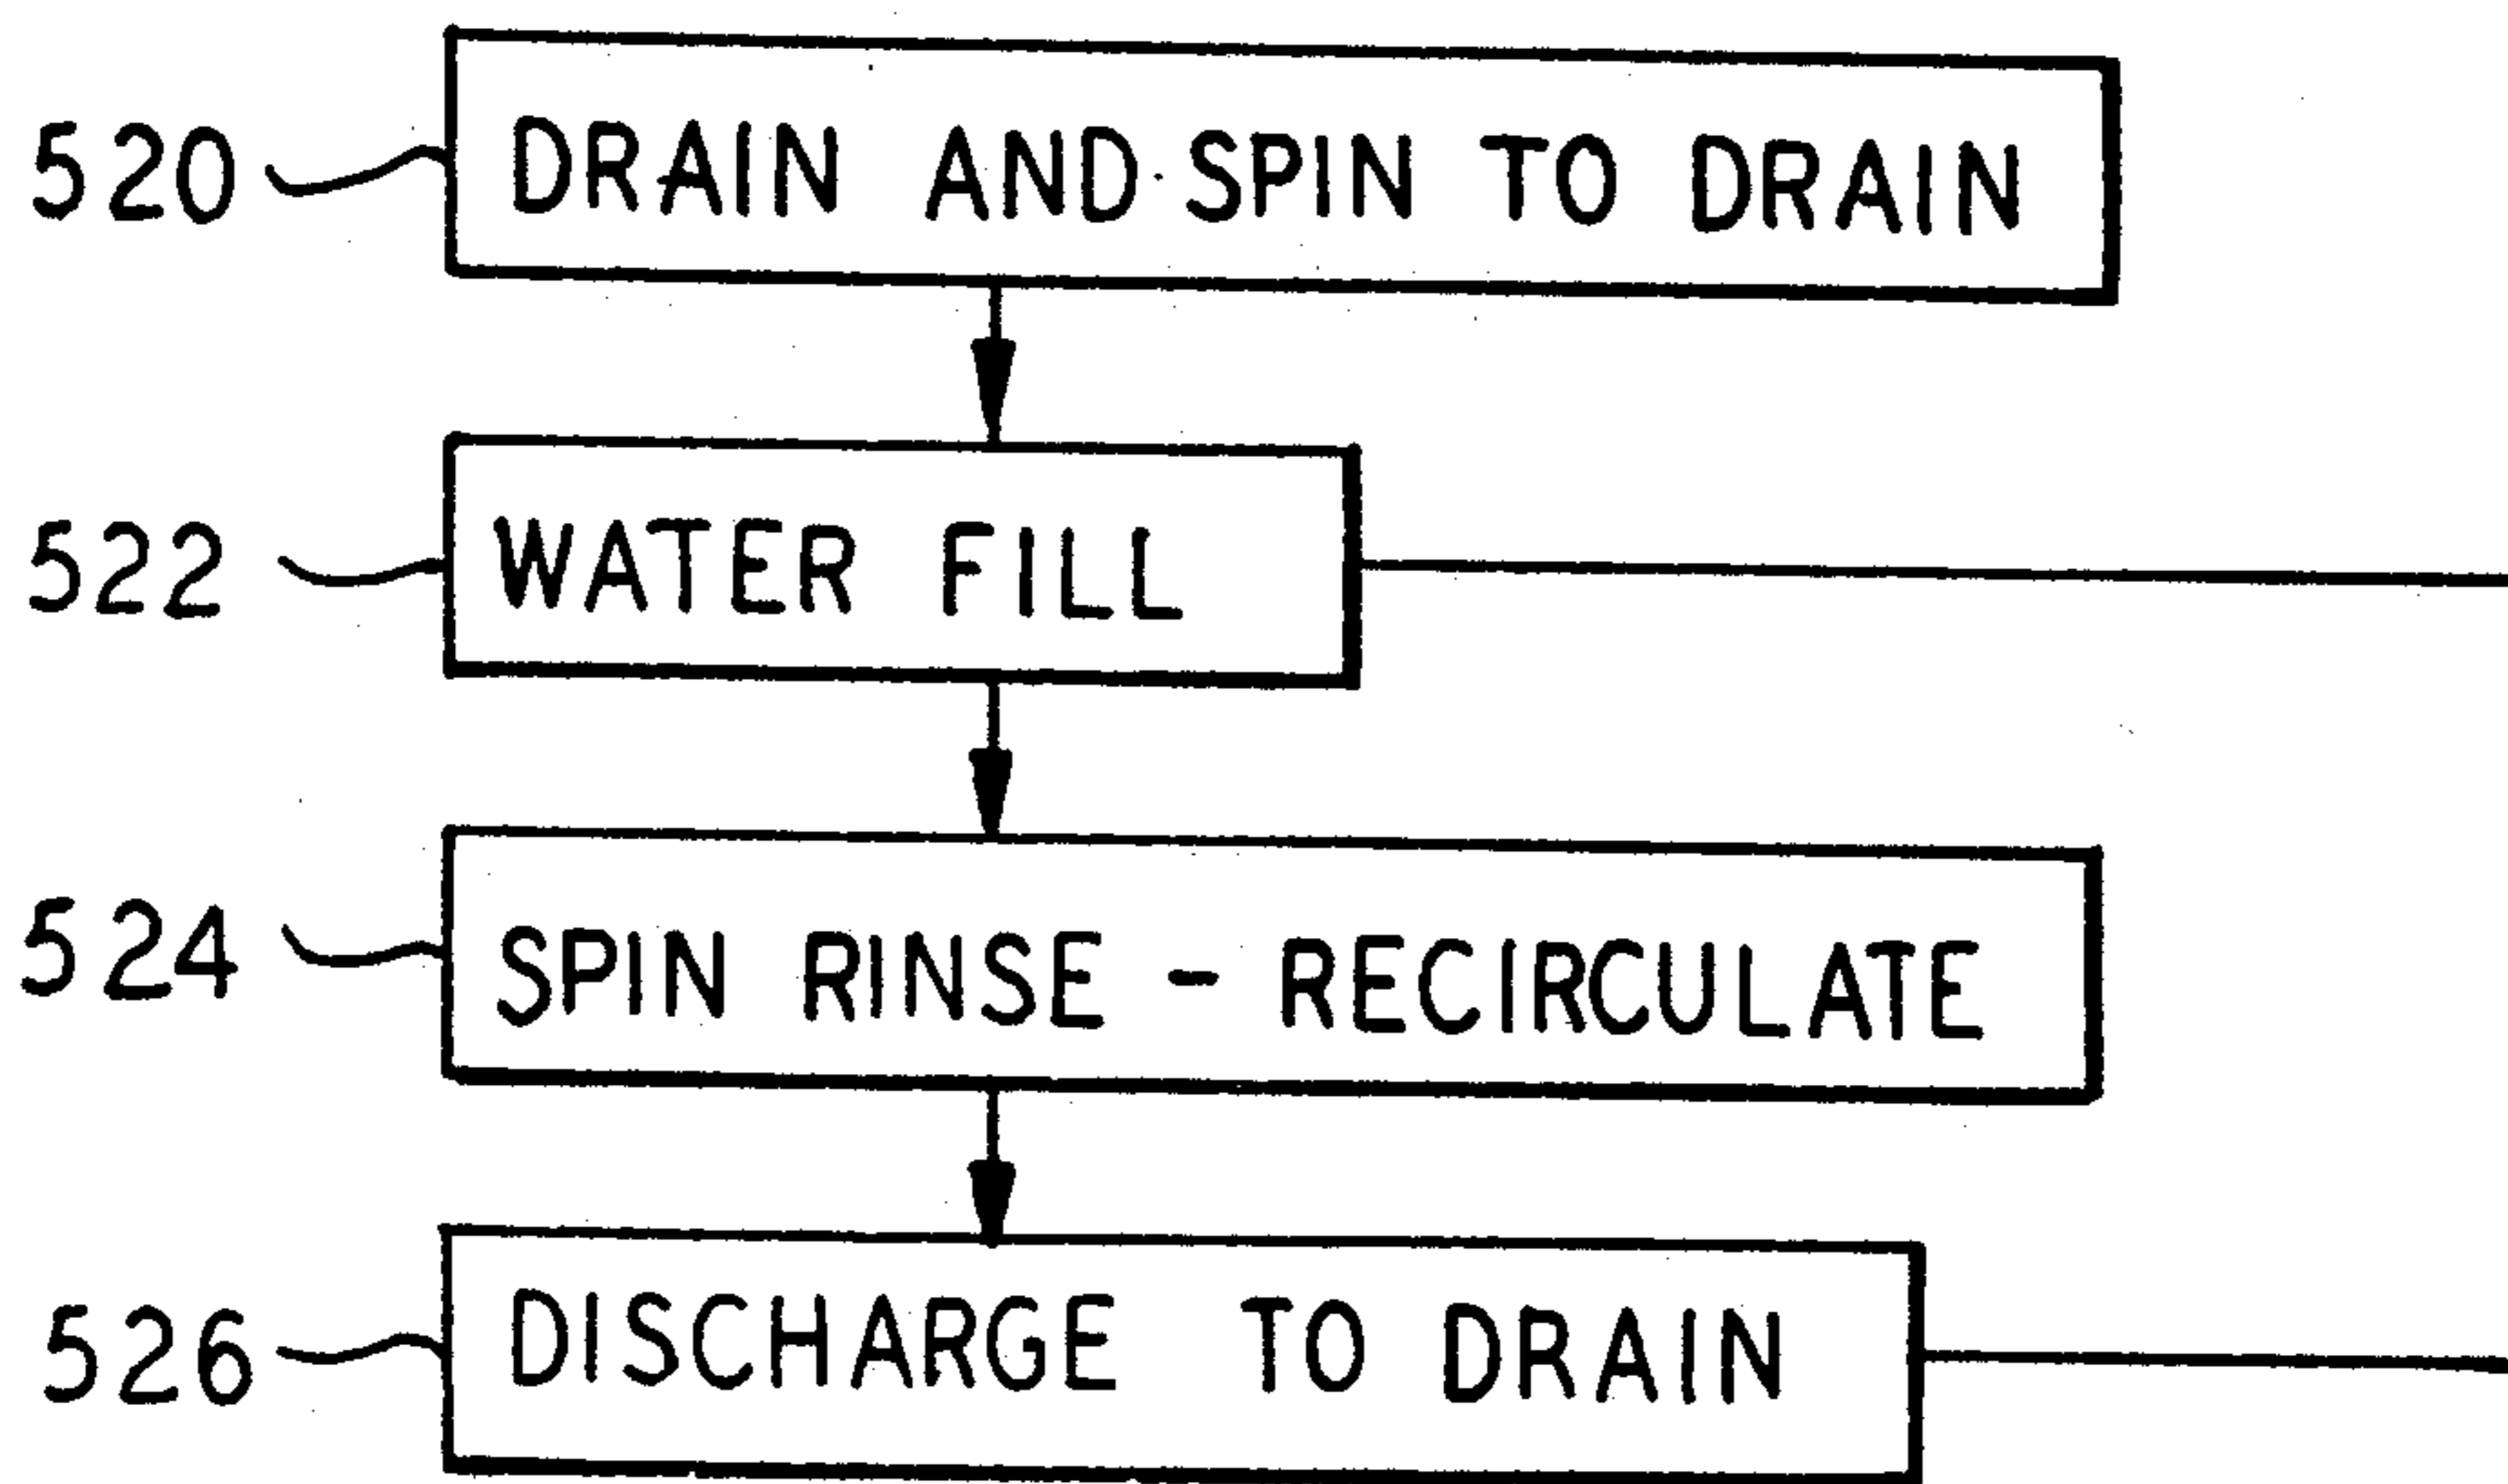 520 DRAIN AND SPIN TO DRAIN
522 WATER FILL
524 SPIN RINSE - RECIRCULATE
526 DISCHARGE TO DRAIN